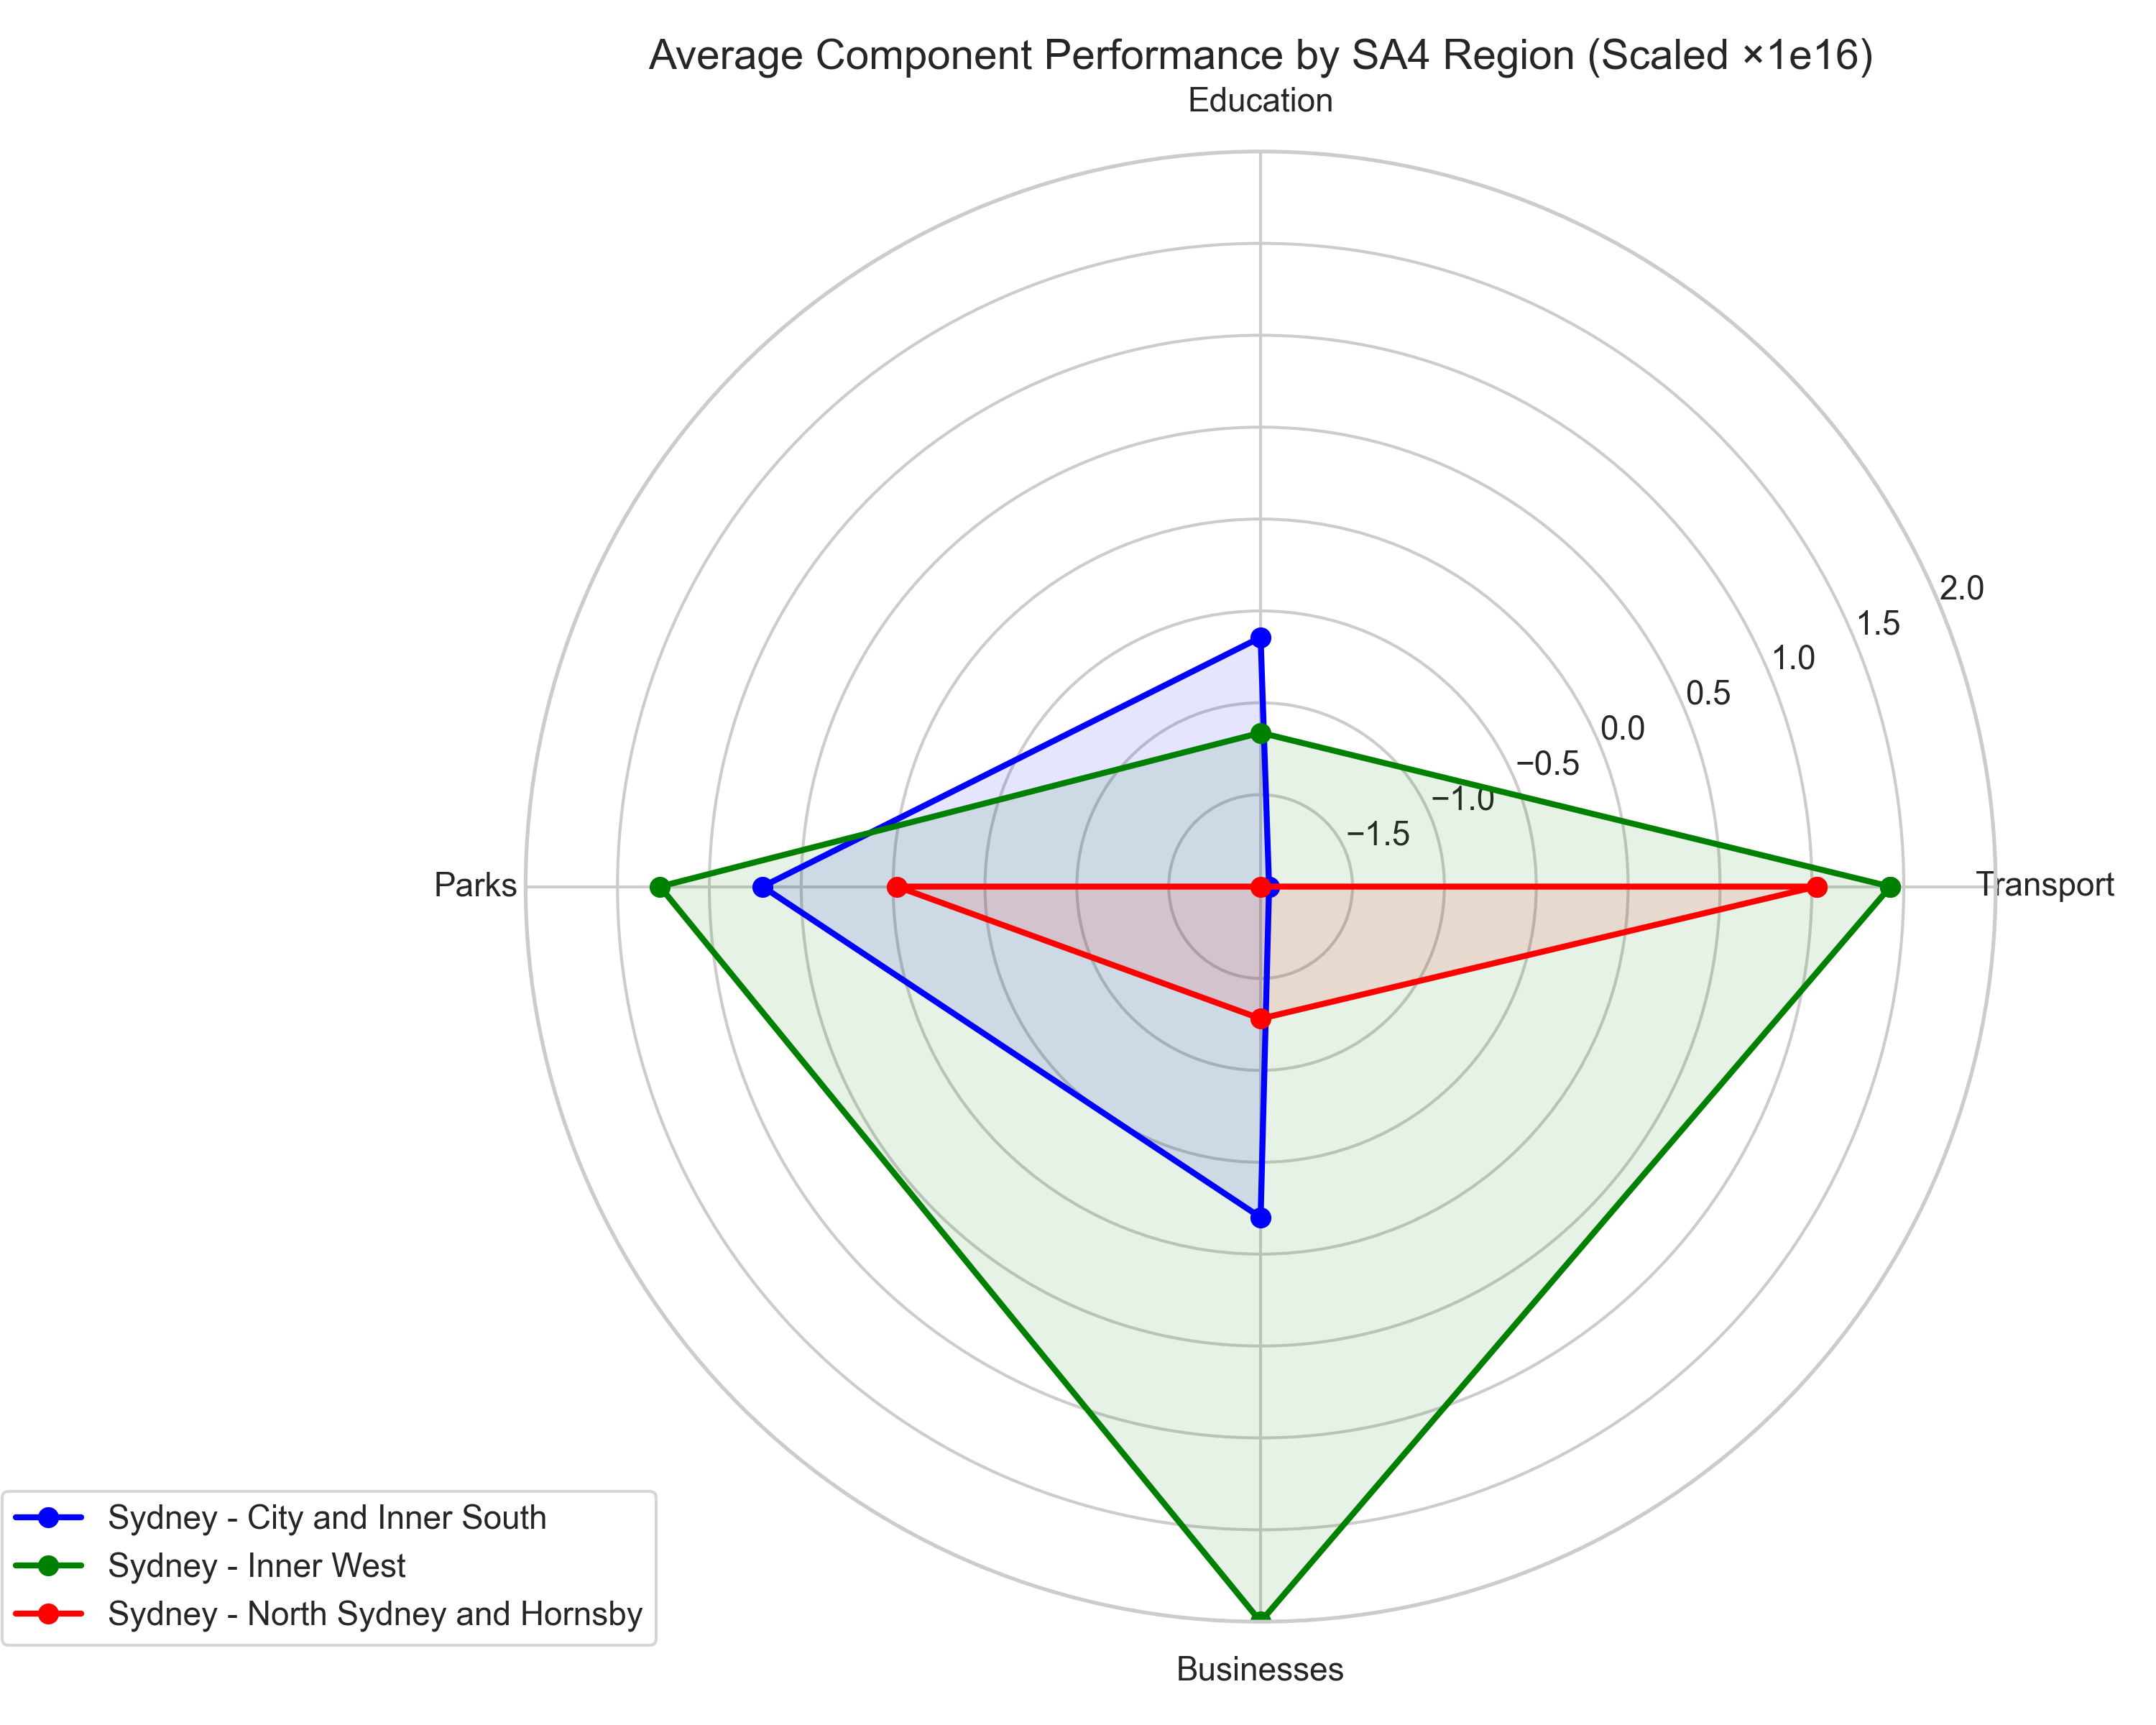 Average Component Performance by SA4 Region (Scaled ×1e16)
Education
2.0
1.5
1.0
0.5
0.0
−0.5
−1.0
−1.5
Parks
Transport
Sydney - City and Inner South
Sydney - Inner West
Sydney - North Sydney and Hornsby
Businesses